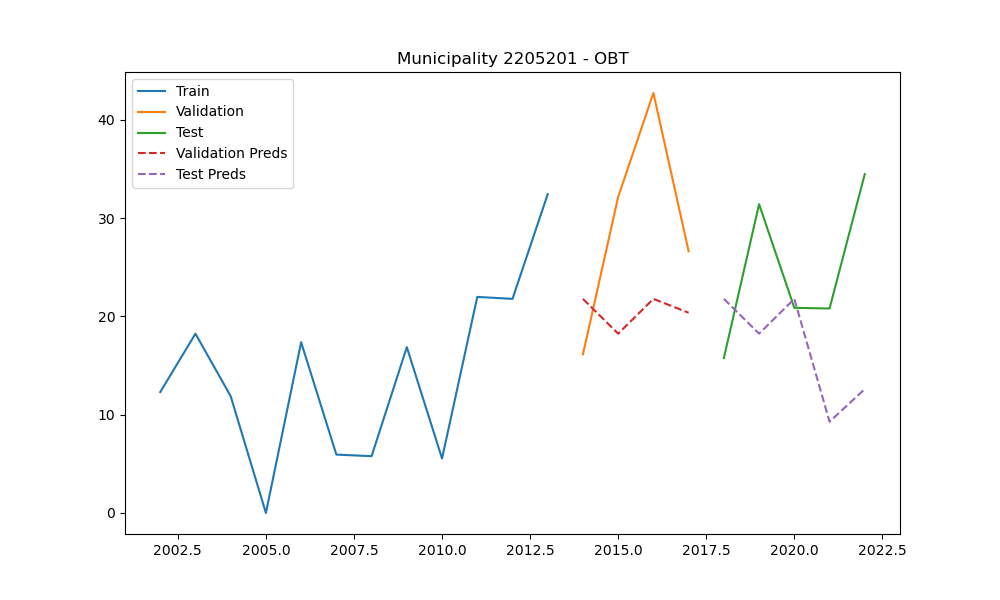 Municipality 2205201 - OBT
Train
Validation
Test
Validation Preds
Test Preds
40
30
20
10
0
2002.5 2005.0 2007.5 2010.0 2012.5 2015.0 2017.5 2020.0 2022.5